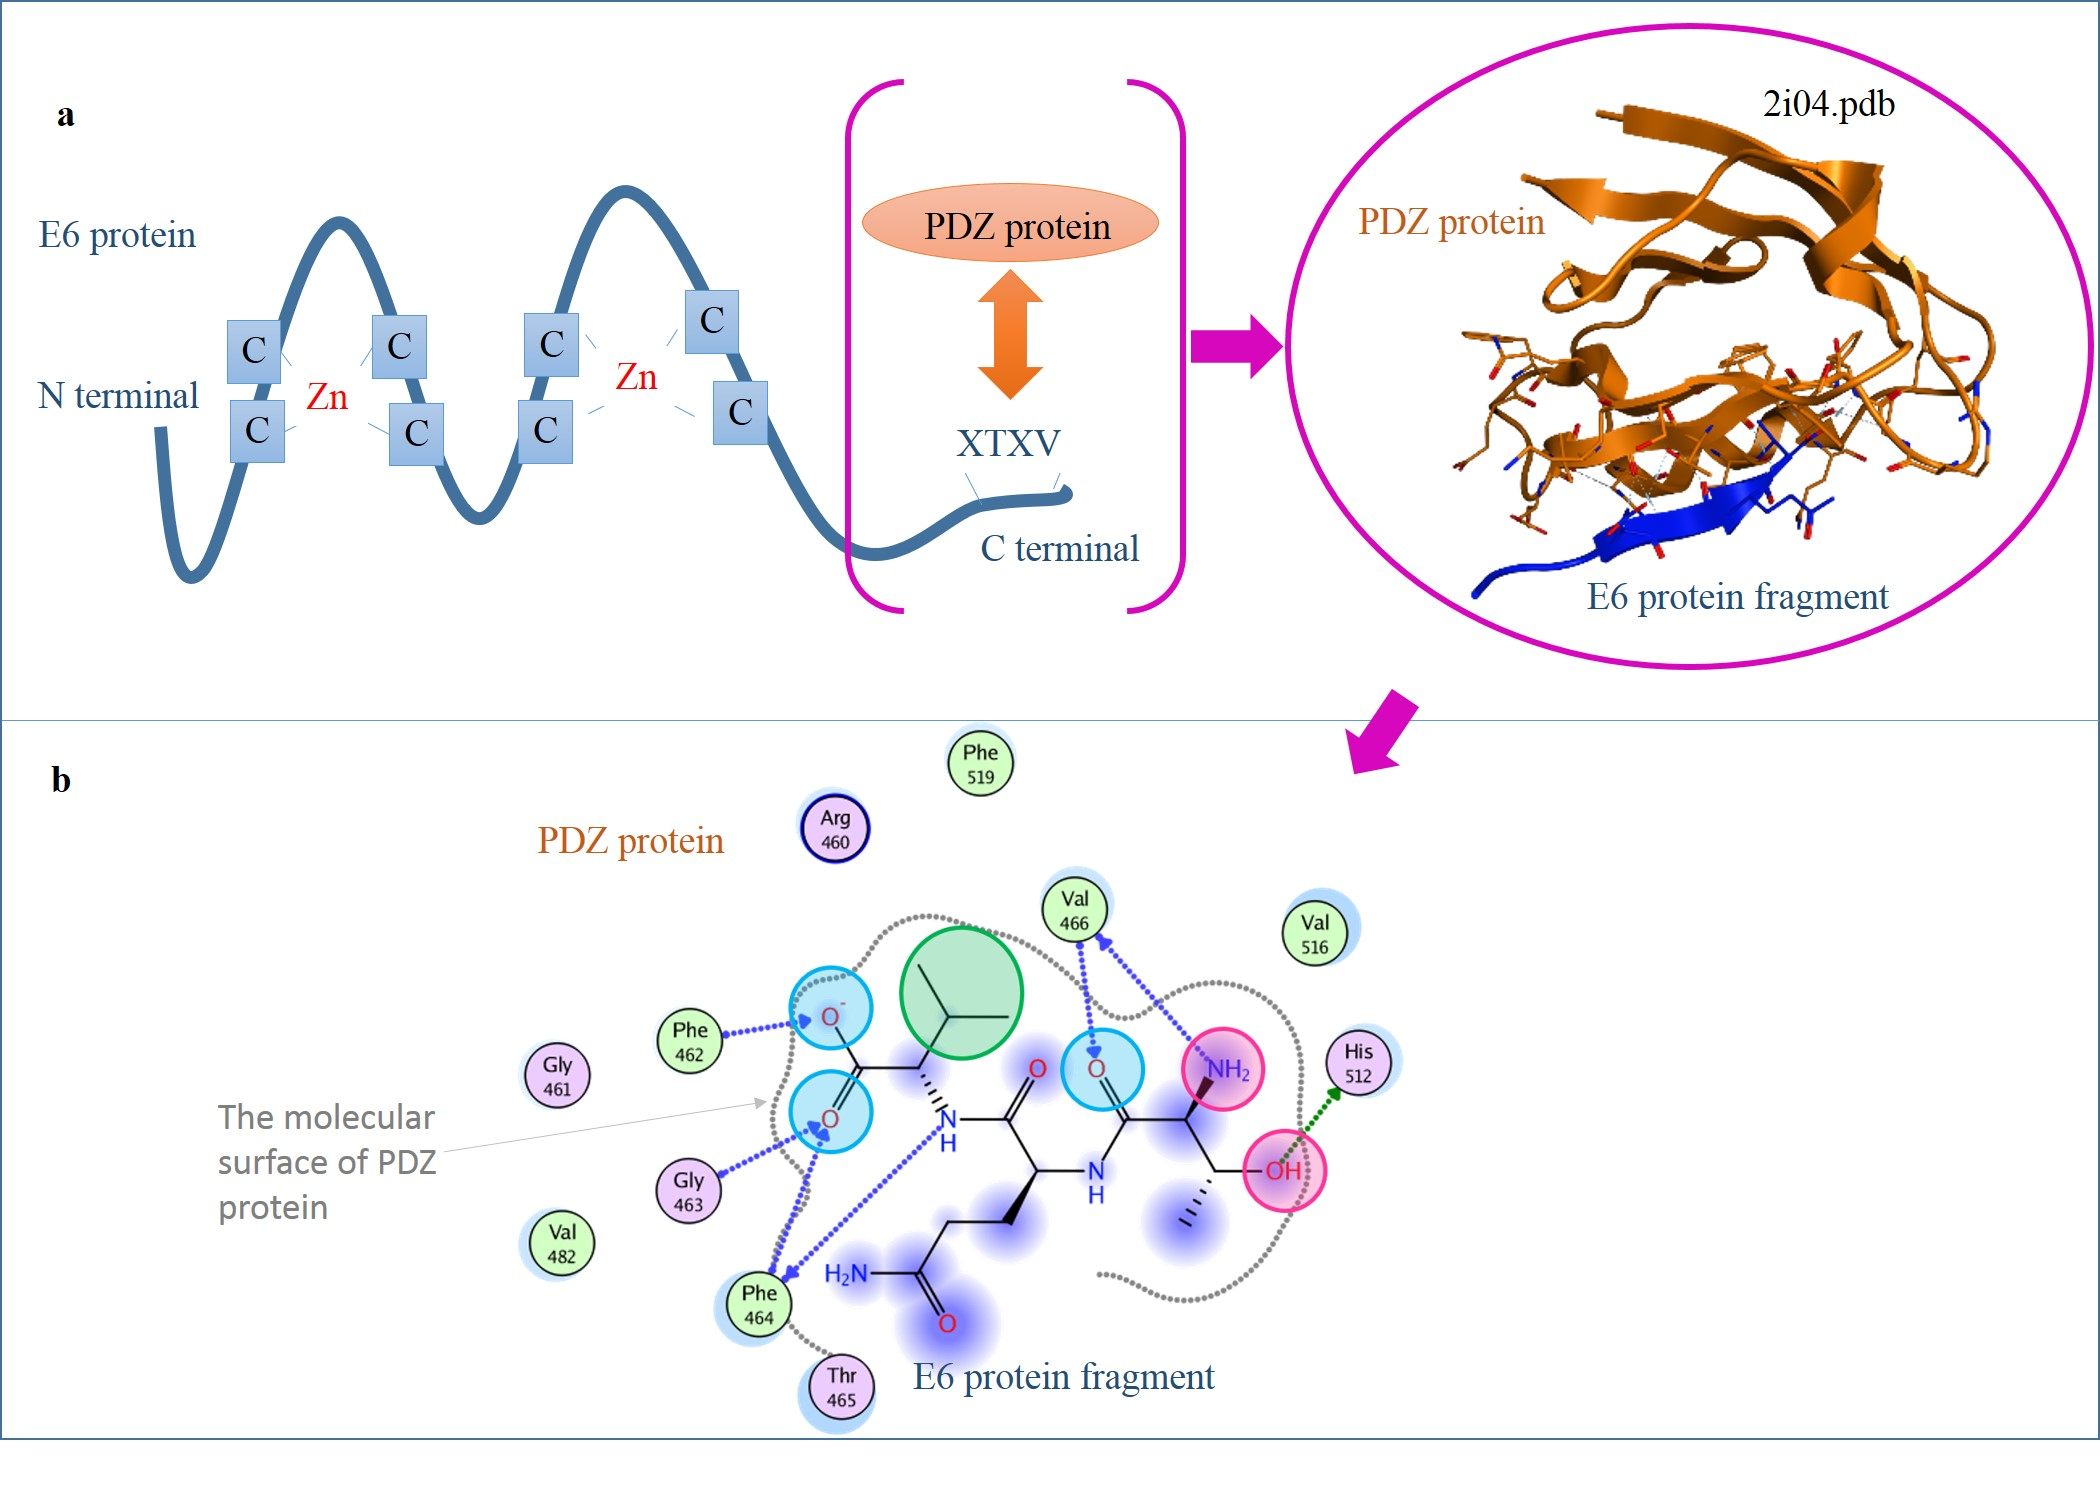 a
2i04.pdb
E6 protein
PDZ protein
PDZ protein
C
C
C
C
Zn
Zn
N terminal
C
C
C
C
XTXV
C terminal
E6 protein fragment
b
Phe
519
Arg
460
PDZ protein
Val
466
Val
516
Phe
462
O-
Gly
461
O
O
NH2
His
512
The molecular
surface of PDZ
protein
O
N
H
N
H
OH
Gly
463
Val
482
H2N
Phe
464
O
Thr
465
E6 protein fragment